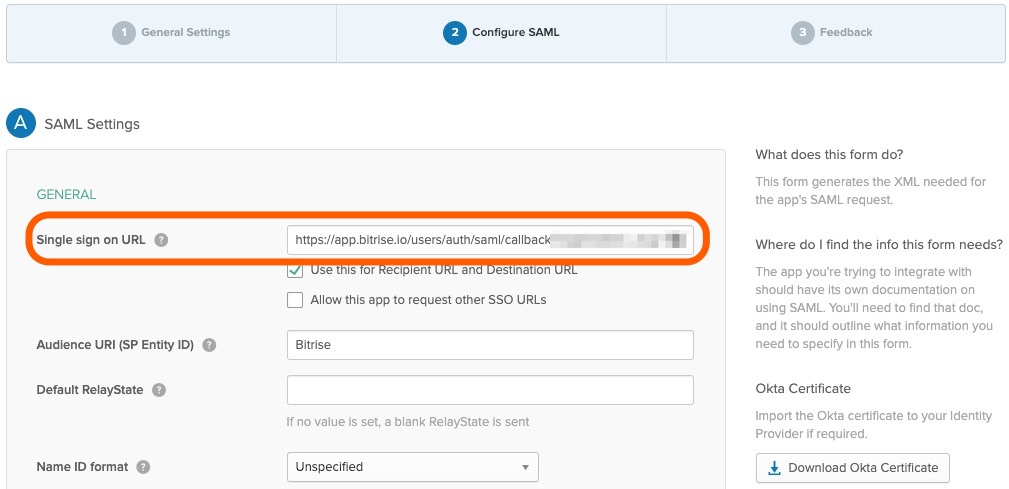 1 General Settings
2 Configure SAML
3 Feedback
A SAML Settings
GENERAL
Single sign on URL ? https://app.bitrise.io/users/auth/saml/callback
Use this for Recipient URL and Destination URL
Allow this app to request other SSO URLs
Audience URI (SP Entity ID) ? Bitrise
Default RelayState ?
If no value is set, a blank RelayState is sent
Name ID format ? Unspecified
What does this form do?
This form generates the XML needed for
the app's SAML request.
Where do I find the info this form needs?
The app you're trying to integrate with
should have its own documentation on
using SAML. You'll need to find that doc,
and it should outline what information you
need to specify in this form.
Okta Certificate
Import the Okta certificate to your Identity
Provider if required.
Download Okta Certificate